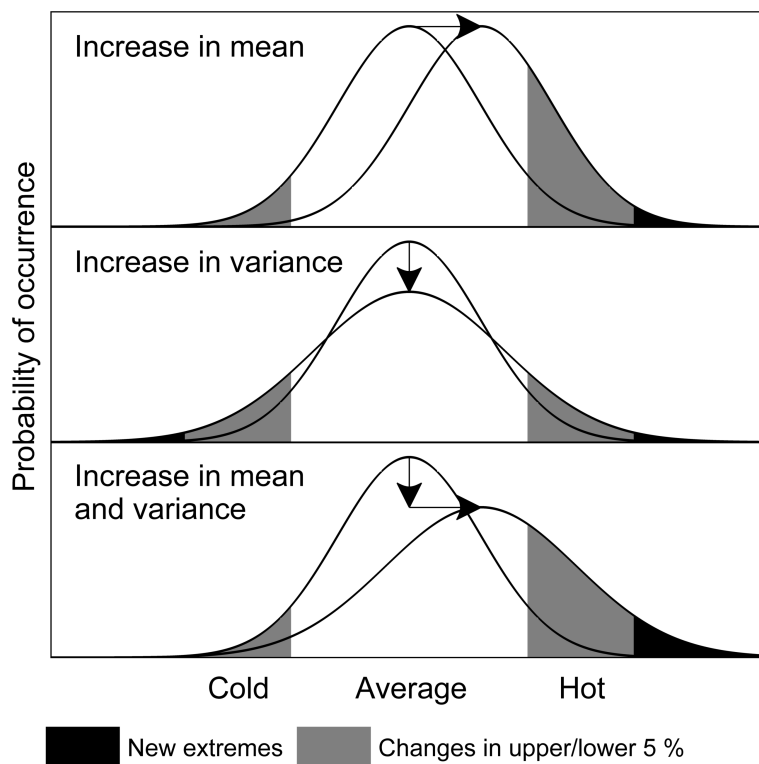 Increase in mean
Increase in variance
Increase in mean
and variance
Probability of occurrence
Cold Average Hot
New extremes Changes in upper/lower 5 %